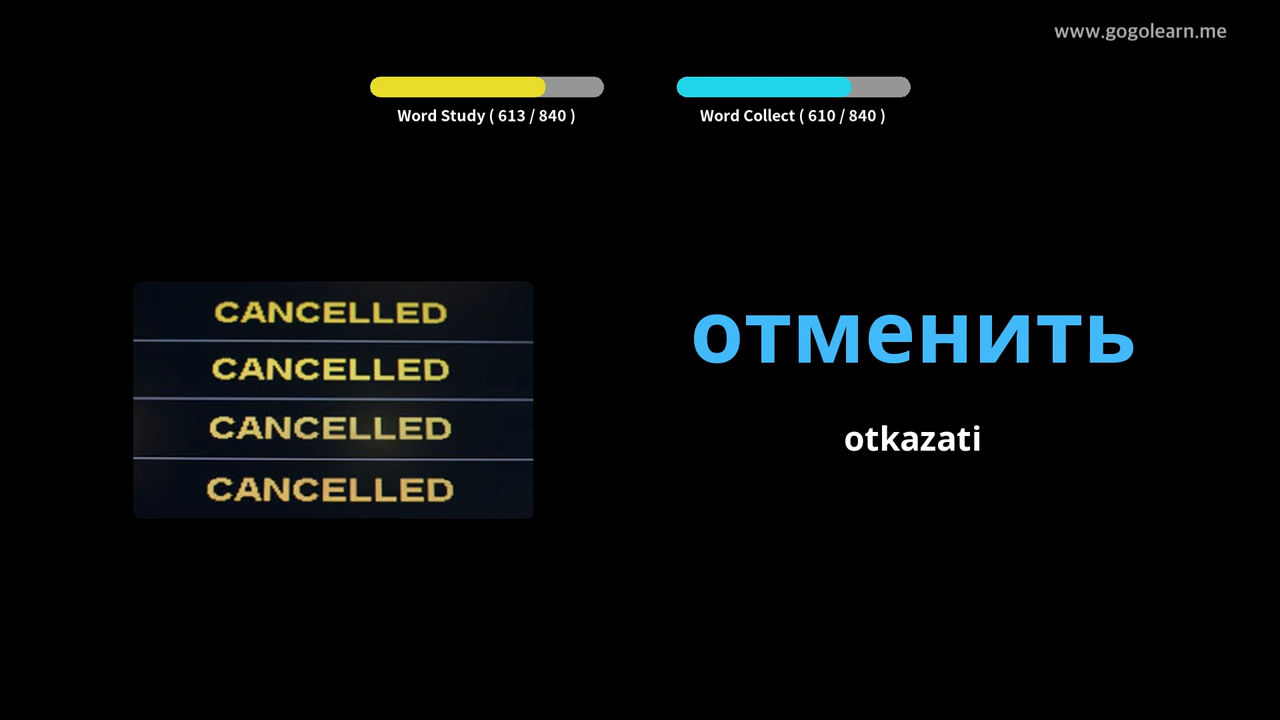 www.gogolearn.me
Word Study ( 613 / 840 )
Word Collect ( 610 / 840 )
CANCELLED
CANCELLED
CANCELLED
CANCELLED
отменить
otkazati